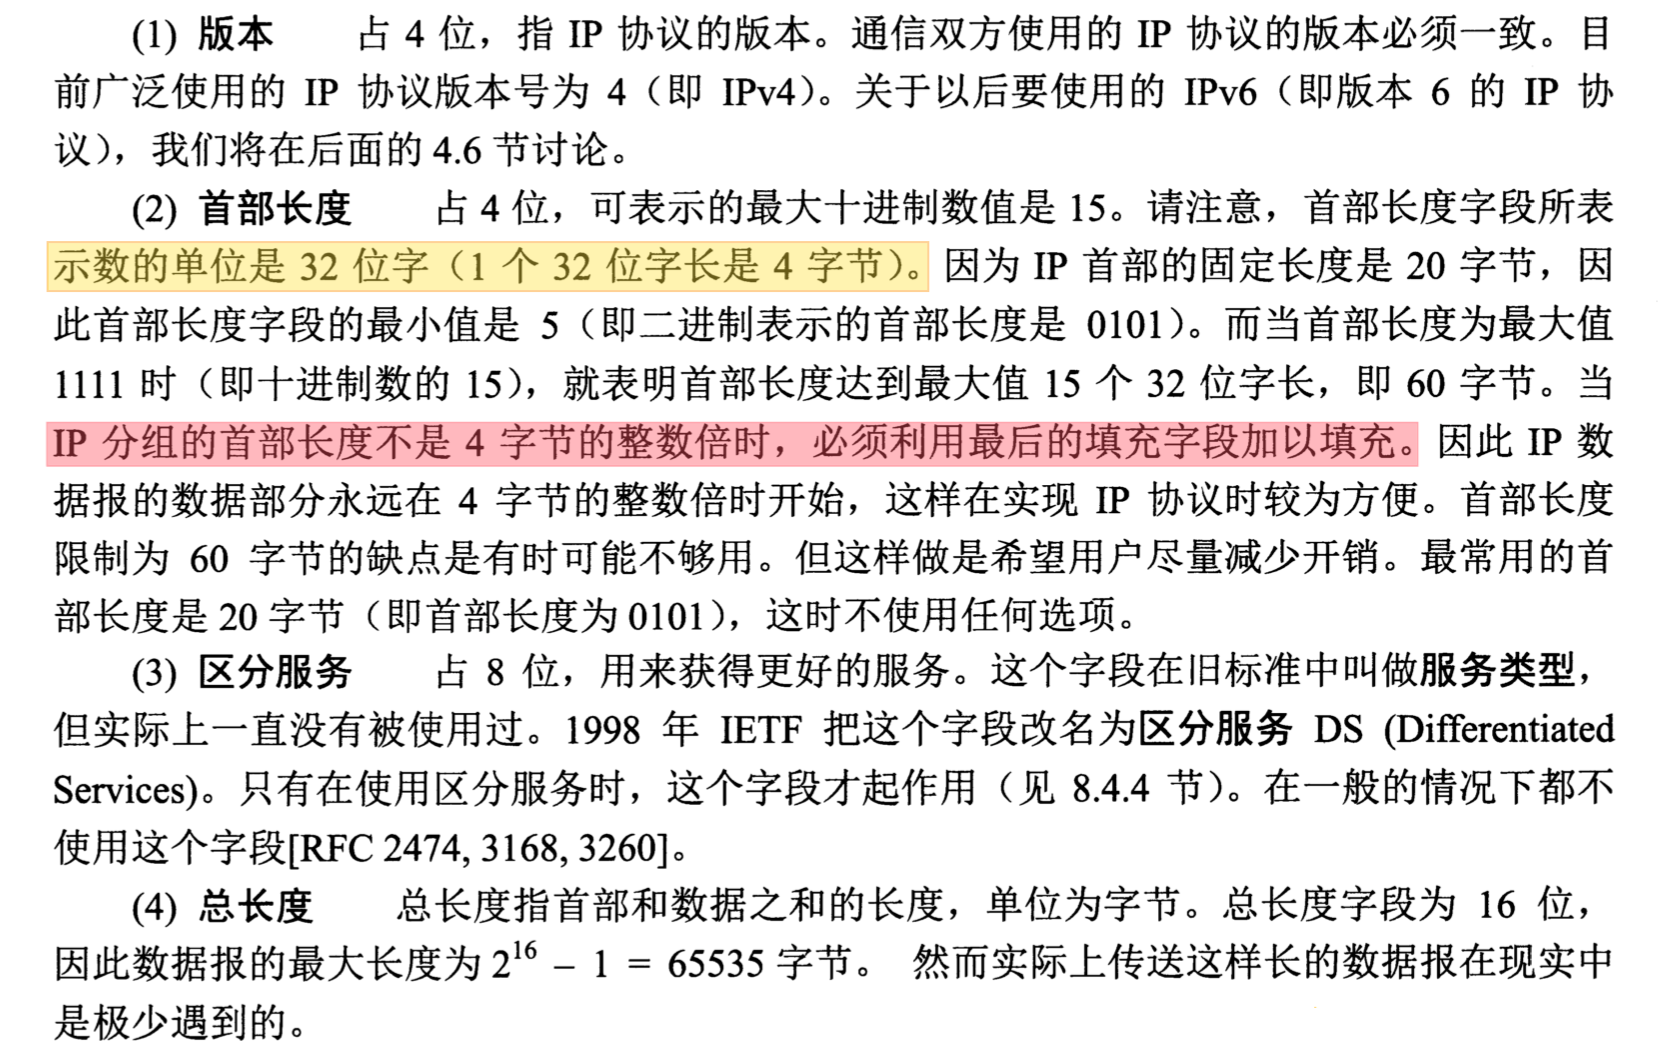 (1) 版本　　占 4 位，指 IP 协议的版本。通信双方使用的 IP 协议的版本必须一致。目
前广泛使用的 IP 协议版本号为 4（即 IPv4）。关于以后要使用的 IPv6（即版本 6 的 IP 协
议），我们将在后面的 4.6 节讨论。
(2) 首部长度　　占 4 位，可表示的最大十进制数值是 15。请注意，首部长度字段所表
示数的单位是 32 位字（1 个 32 位字长是 4 字节）。因为 IP 首部的固定长度是 20 字节，因
此首部长度字段的最小值是 5（即二进制表示的首部长度是 0101）。而当首部长度为最大值
1111 时（即十进制数的 15），就表明首部长度达到最大值 15 个 32 位字长，即 60 字节。当
IP 分组的首部长度不是 4 字节的整数倍时，必须利用最后的填充字段加以填充。因此 IP 数
据报的数据部分永远在 4 字节的整数倍时开始，这样在实现 IP 协议时较为方便。首部长度
限制为 60 字节的缺点是有时可能不够用。但这样做是希望用户尽量减少开销。最常用的首
部长度是 20 字节（即首部长度为 0101），这时不使用任何选项。
(3) 区分服务　　占 8 位，用来获得更好的服务。这个字段在旧标准中叫做服务类型，
但实际上一直没有被使用过。1998 年 IETF 把这个字段改名为区分服务 DS (Differentiated
Services)。只有在使用区分服务时，这个字段才起作用（见 8.4.4 节）。在一般的情况下都不
使用这个字段[RFC 2474, 3168, 3260]。
(4) 总长度　　总长度指首部和数据之和的长度，单位为字节。总长度字段为 16 位，
因此数据报的最大长度为 2¹⁶ – 1 = 65535 字节。 然而实际上传送这样长的数据报在现实中
是极少遇到的。